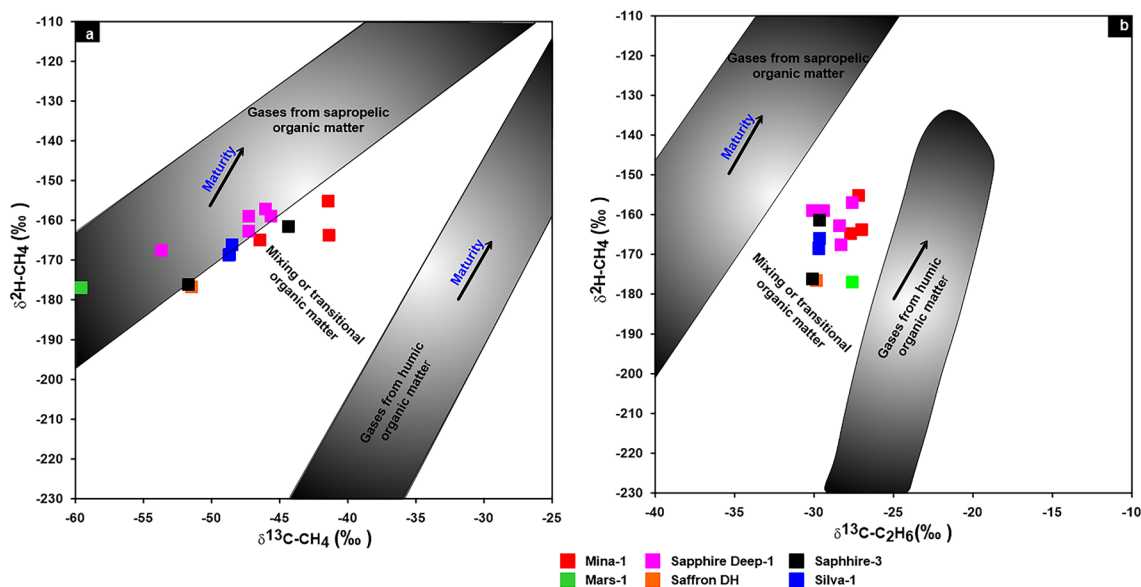 a
-110
-120
-130
-140
-150
-160
-170
-180
-190
-200
-210
-220
-230
δ²H-CH₄ (‰)
-60 -55 -50 -45 -40 -35 -30 -25
δ¹³C-CH₄ (‰)
Gases from sapropelic
organic matter
Maturity
Mixing or transitional
organic matter
Maturity
Gases from humic
organic matter
b
-110
-120
-130
-140
-150
-160
-170
-180
-190
-200
-210
-220
-230
δ²H-CH₄ (‰)
-40 -35 -30 -25 -20 -15 -10
δ¹³C-C₂H₆(‰)
Gases from sapropelic
organic matter
Maturity
Mixing or transitional
organic matter
Gases from humic
organic matter
Mina-1 Sapphire Deep-1 Saphhire-3
Mars-1 Saffron DH Silva-1